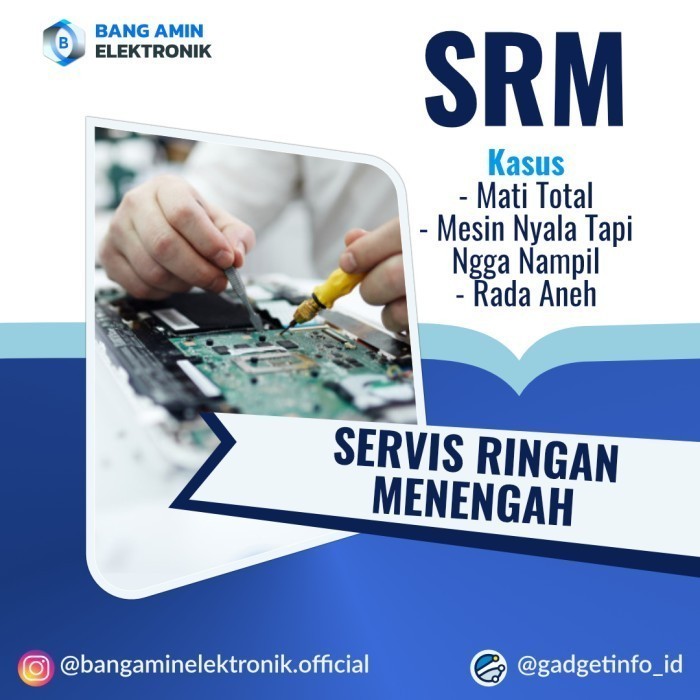 BANG AMIN
ELEKTRONIK
SRM
Kasus
- Mati Total
- Mesin Nyala Tapi
Ngga Nampil
- Rada Aneh
SERVIS RINGAN
MENENGAH
@bangaminelektronik.official
@gadgetinfo_id